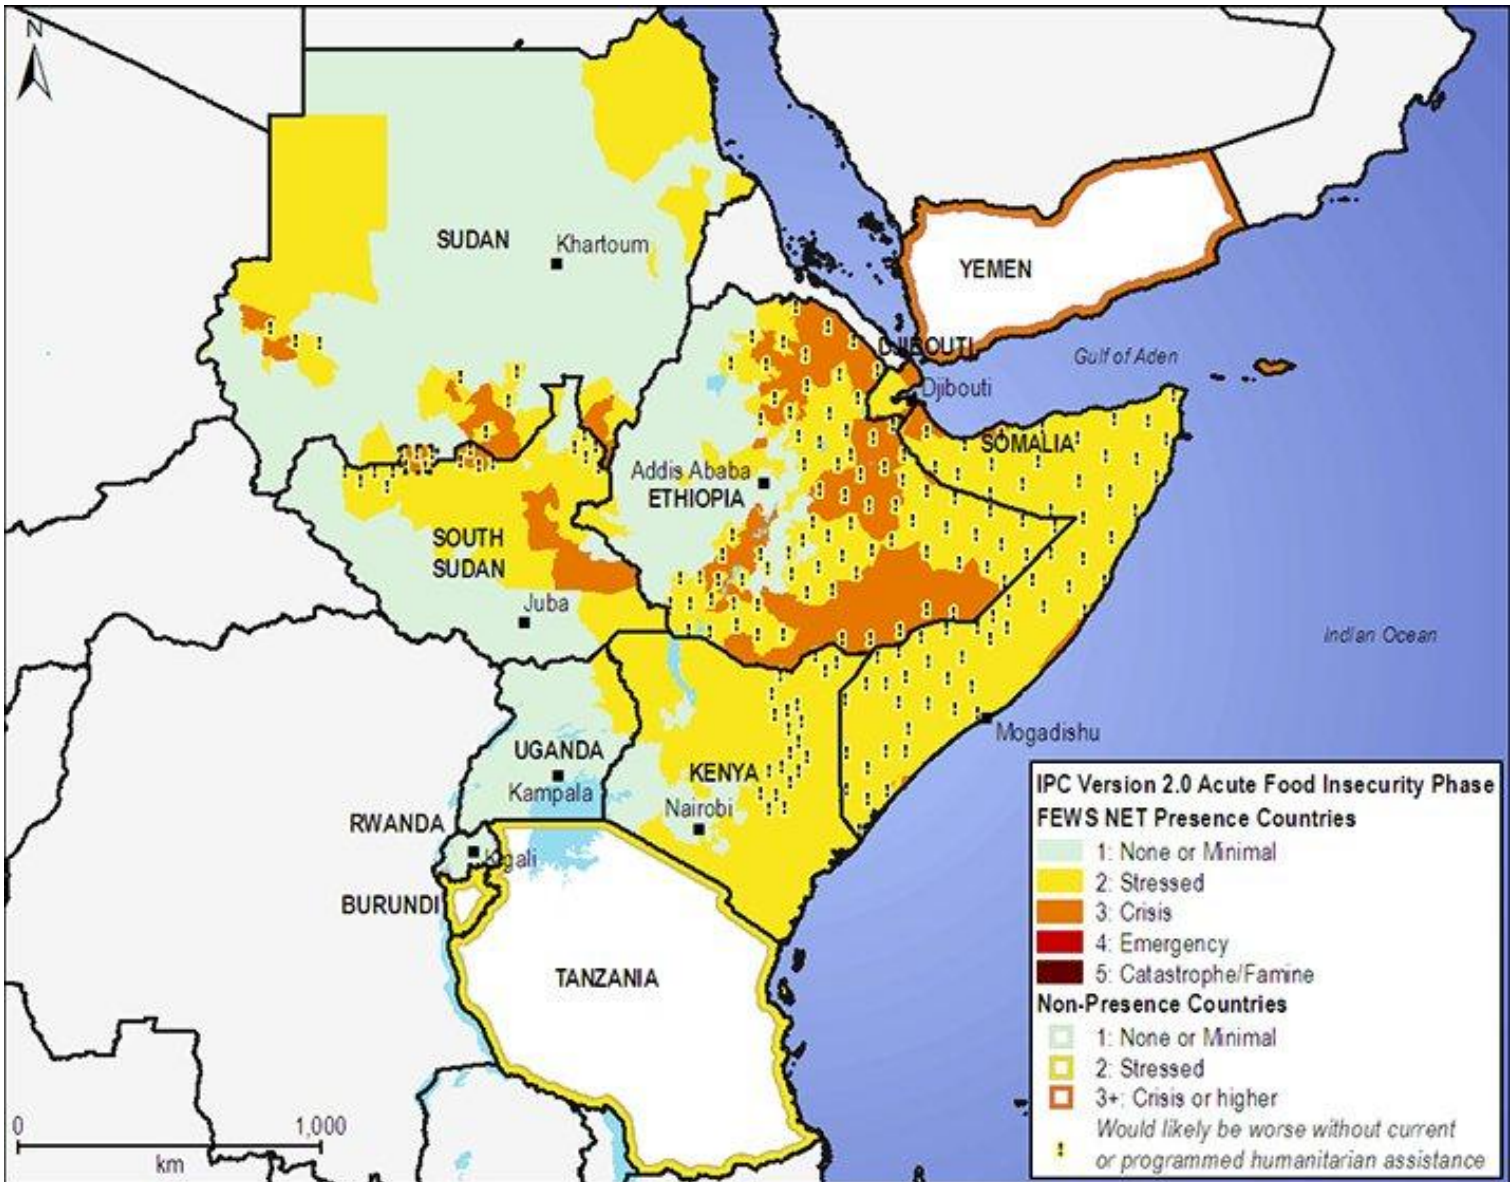 N
SUDAN
Khartoum
YEMEN
DJIBOUTI
Gulf of Aden
Djibouti
SOMALIA
Addis Ababa
ETHIOPIA
SOUTH
SUDAN
Juba
Indian Ocean
Mogadishu
UGANDA
KENYA
Kampala
Nairobi
RWANDA
Kigali
BURUNDI
TANZANIA
IPC Version 2.0 Acute Food Insecurity Phase
FEWS NET Presence Countries
1: None or Minimal
2: Stressed
3: Crisis
4: Emergency
5: Catastrophe/Famine
Non-Presence Countries
1: None or Minimal
2: Stressed
3+: Crisis or higher
Would likely be worse without current
! or programmed humanitarian assistance
0 1,000
km